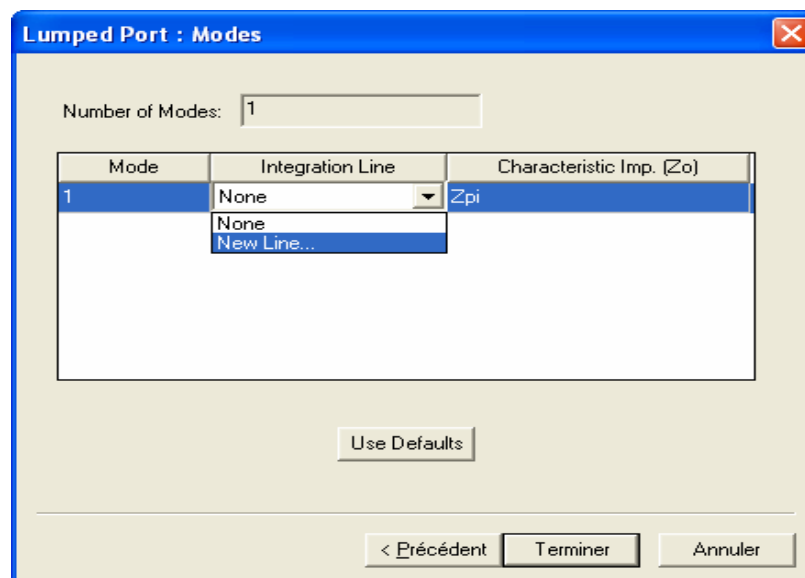 Lumped Port : Modes
Number of Modes: 1
Mode Integration Line Characteristic Imp. (Zo)
1 None Zpi
None
New Line...
Use Defaults
< Précédent Terminer Annuler